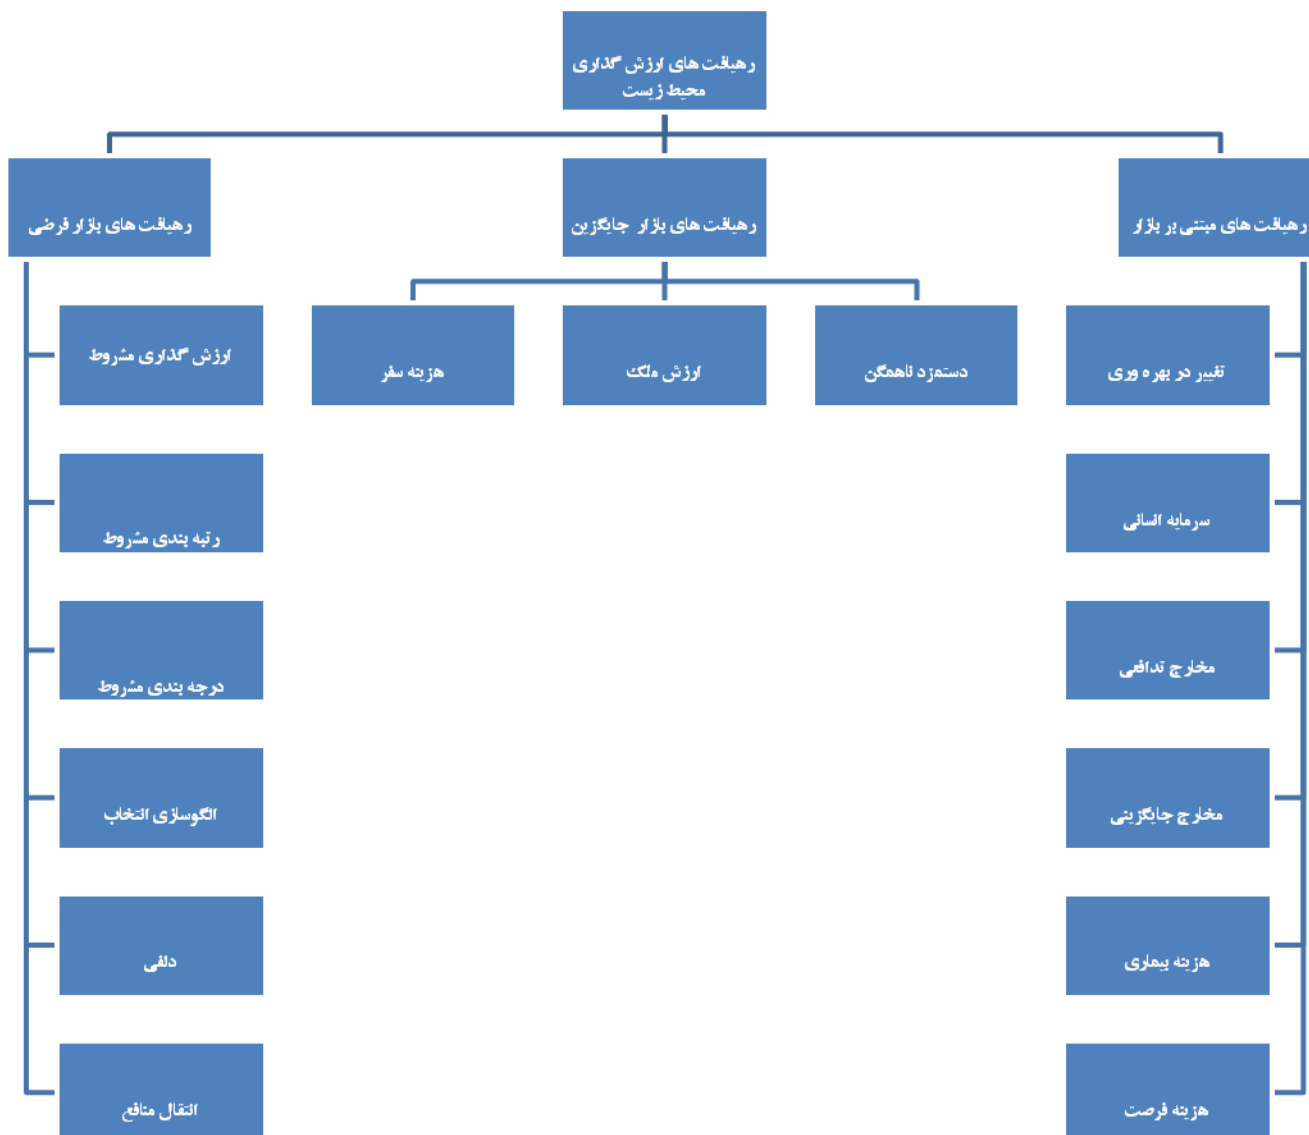 رهیافت های ارزش گذاری
محیط زیست
رهیافت های مبتنی بر بازار
رهیافت های بازار جایگزین
رهیافت های بازار فرضی
تغییر در بهره وری
سرمایه انسانی
مخارج تدافعی
مخارج جایگزینی
هزینه بیماری
هزینه فرصت
دستمزد ناهمگن
ارزش ملک
هزینه سفر
ارزش گذاری مشروط
رتبه بندی مشروط
درجه بندی مشروط
الگوسازی انتخاب
دلفی
انتقال منافع